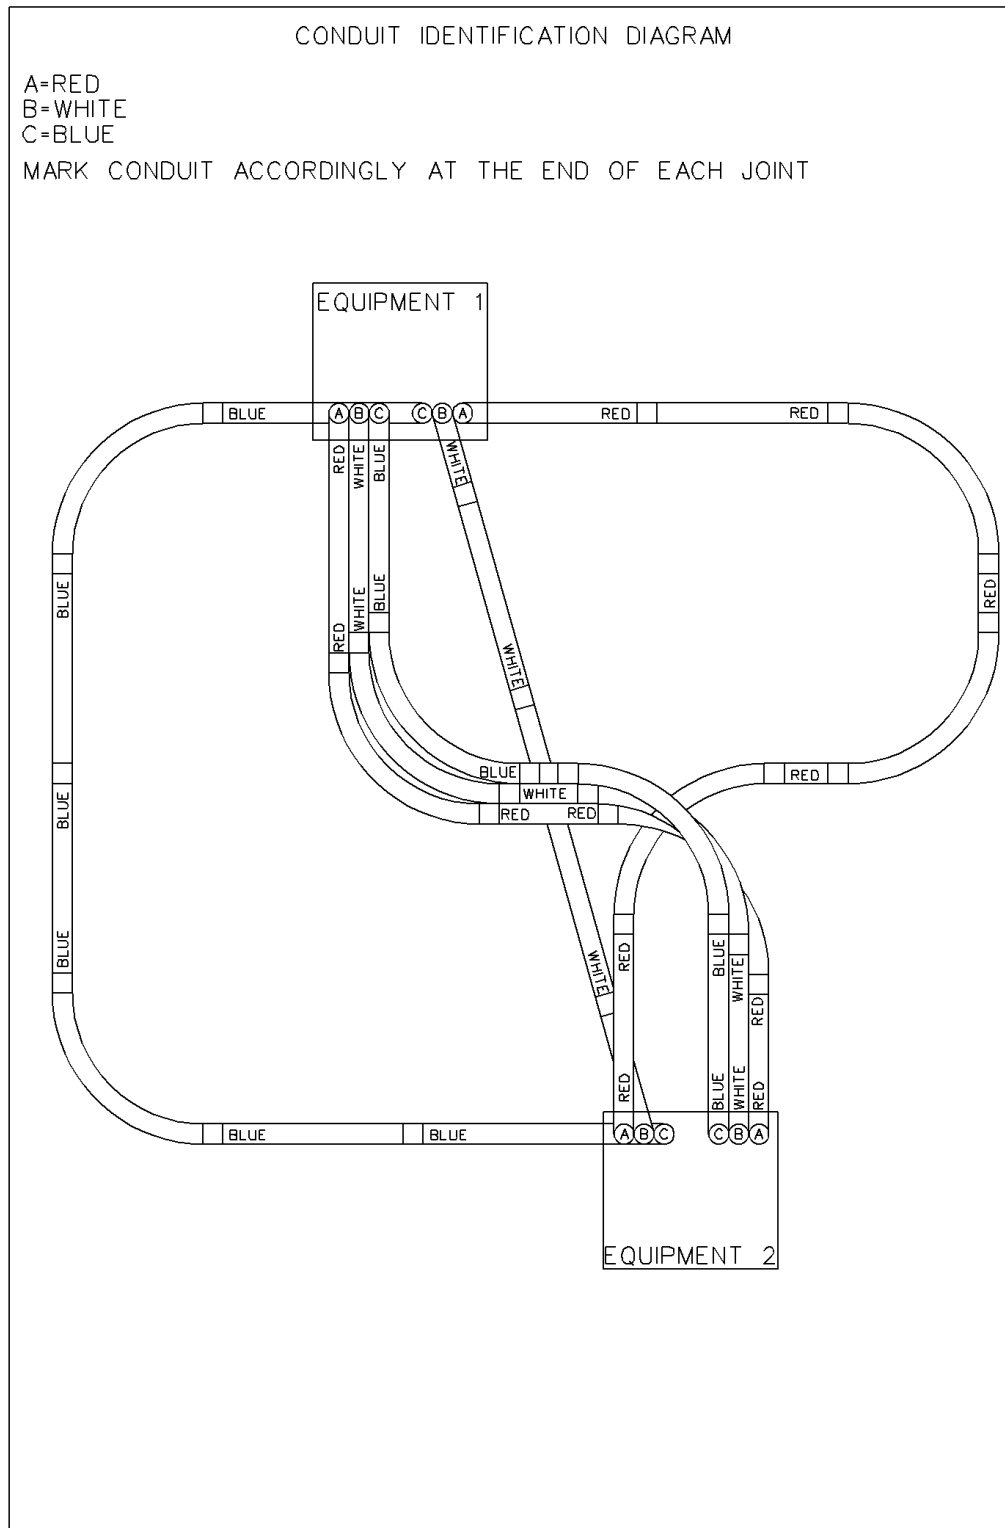 CONDUIT IDENTIFICATION DIAGRAM
A=RED
B=WHITE
C=BLUE
MARK CONDUIT ACCORDINGLY AT THE END OF EACH JOINT
EQUIPMENT 1
BLUE
A B C C B A
RED RED
RED WHITE BLUE WHITE
BLUE
RED WHITE BLUE
RED
WHITE
BLUE
RED
BLUE
WHITE
RED RED
BLUE
RED
BLUE
WHITE
WHITE
RED
RED
BLUE WHITE RED
BLUE BLUE
A B C C B A
EQUIPMENT 2